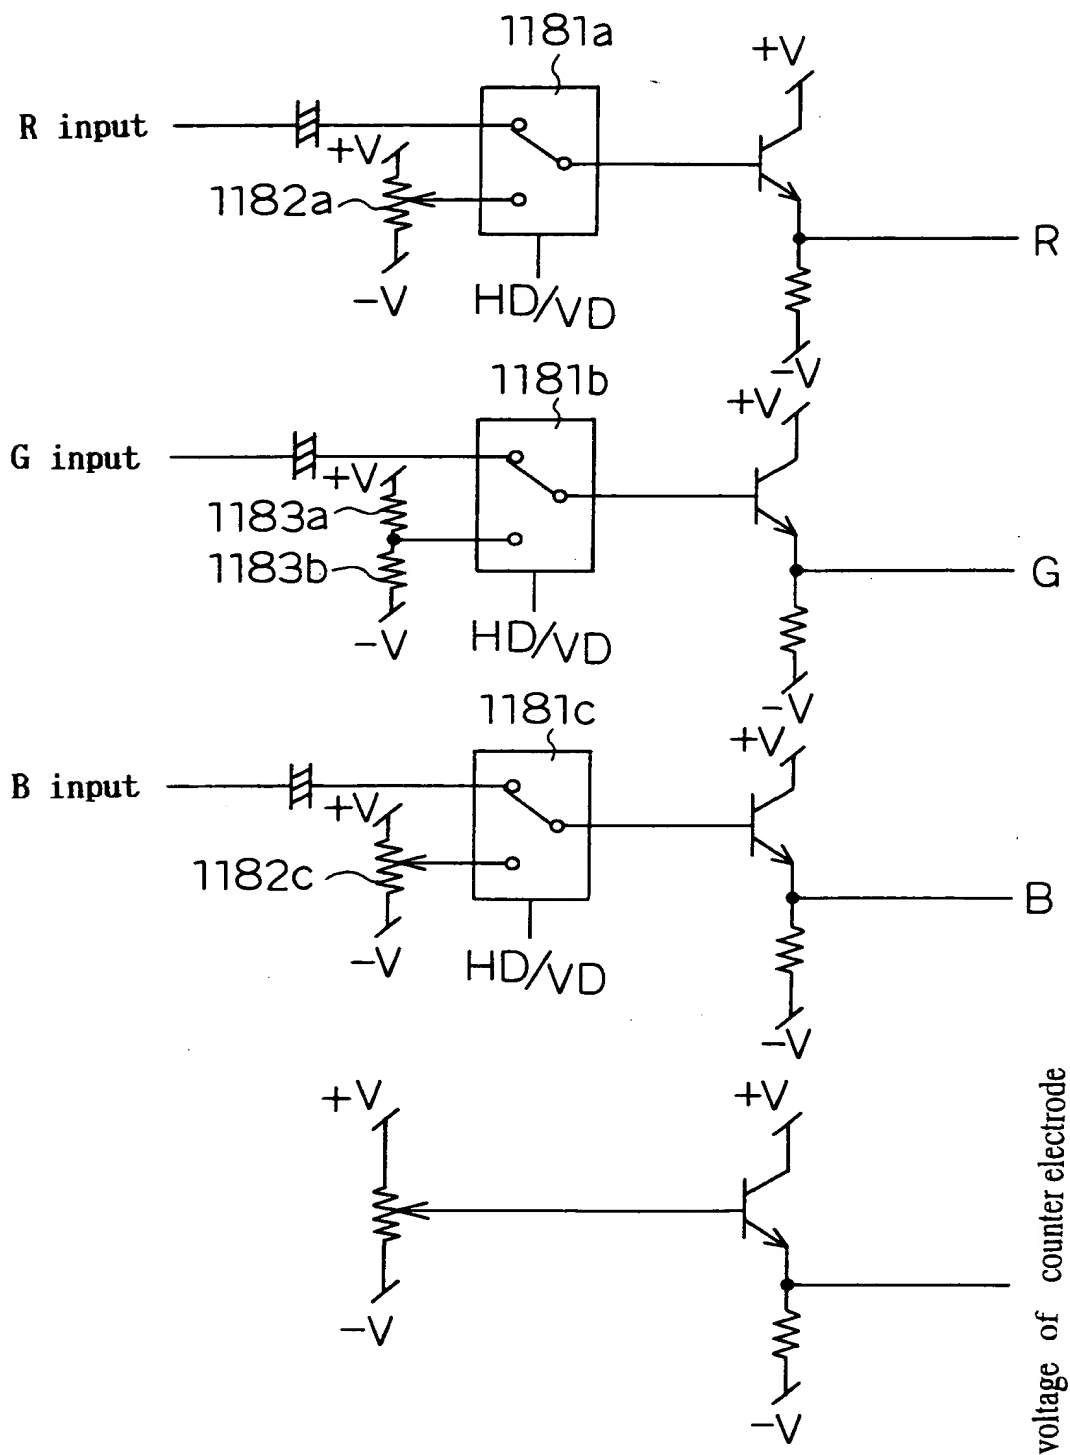 1181a
+V
R input
+V
1182a
-V
HD/VD
R
-V
1181b
+V
G input
+V
1183a
1183b
-V
HD/VD
G
-V
1181c
+V
B input
+V
1182c
-V
HD/VD
B
-V
+V
+V
-V
-V
voltage of counter electrode